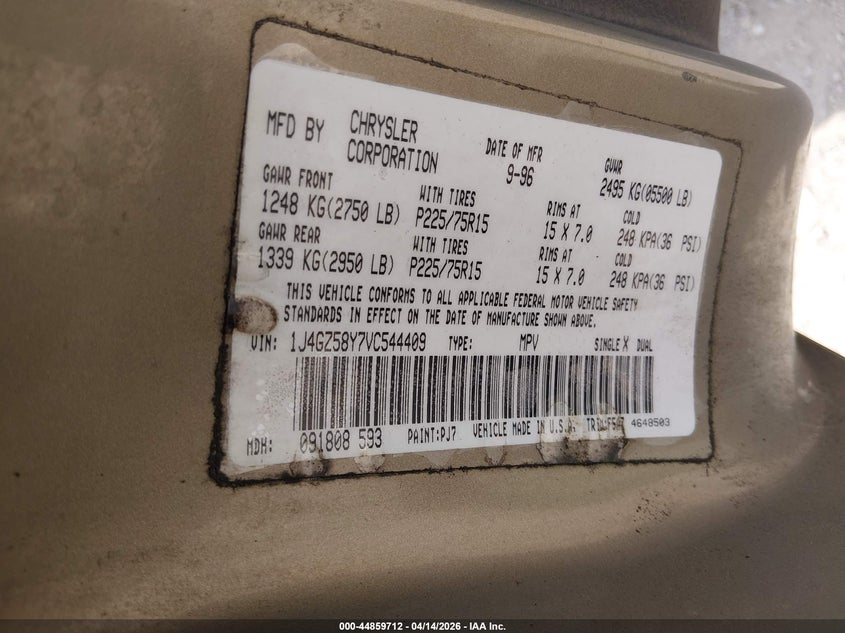 MFD BY CHRYSLER CORPORATION DATE OF MFR 9-96 GVWR 2495 KG(05500 LB)
GAWR FRONT WITH TIRES RIMS AT COLD
1248 KG(2750 LB) P225/75R15 15 X 7.0 248 KPA(36 PSI)
GAWR REAR WITH TIRES RIMS AT COLD
1339 KG(2950 LB) P225/75R15 15 X 7.0 248 KPA(36 PSI)
THIS VEHICLE CONFORMS TO ALL APPLICABLE FEDERAL MOTOR VEHICLE SAFETY
STANDARDS IN EFFECT ON THE DATE OF MANUFACTURE SHOWN ABOVE.
VIN: 1J4GZ58Y7VC544409 TYPE: MPV SINGLE X DUAL
MDH: 091808 593 PAINT:PJ7 VEHICLE MADE IN U.S.A. 4648503
000-44859712 - 04/14/2026 - IAA Inc.